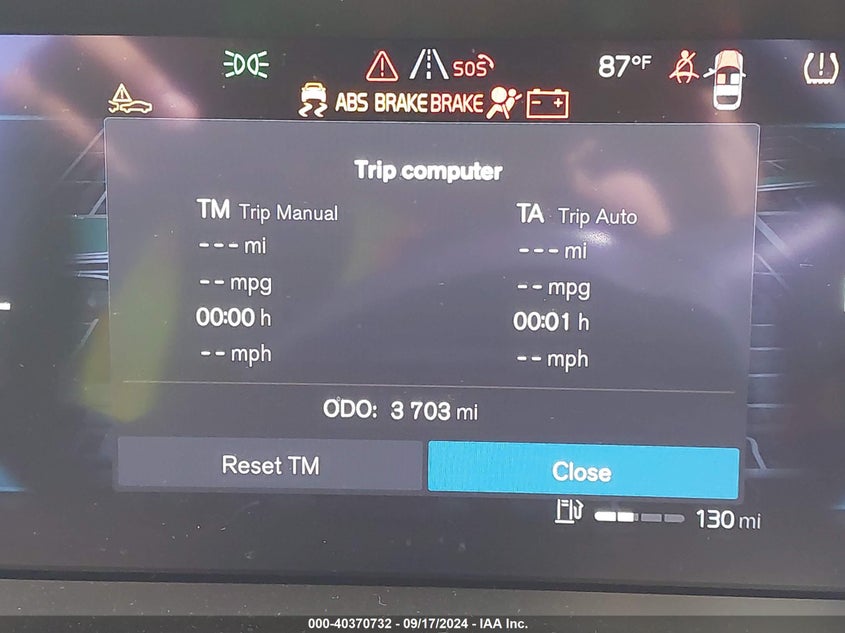 SOS 87°F
ABS BRAKE BRAKE
Trip computer
TM Trip Manual
--- mi
-- mpg
00:00 h
-- mph
TA Trip Auto
--- mi
-- mpg
00:01 h
-- mph
ODO: 3 703 mi
Reset TM
Close
130 mi
000-40370732 - 09/17/2024 - IAA Inc.